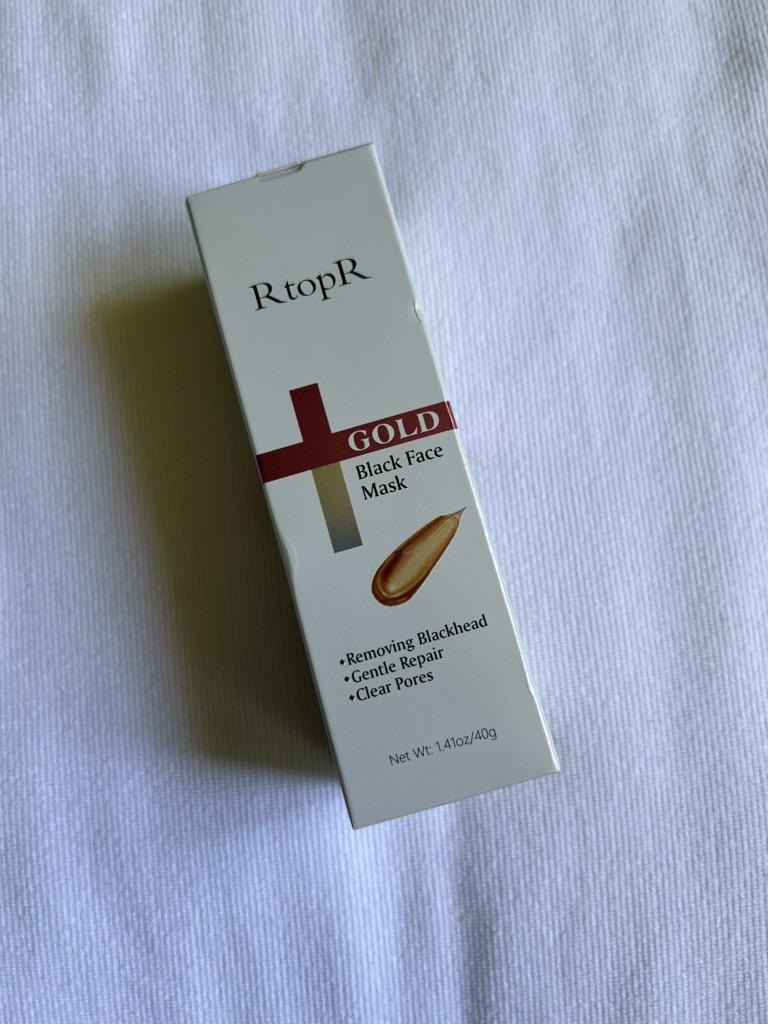 RtopR
GOLD
Black Face
Mask
•Removing Blackhead
•Gentle Repair
•Clear Pores
Net Wt: 1.41oz/40g